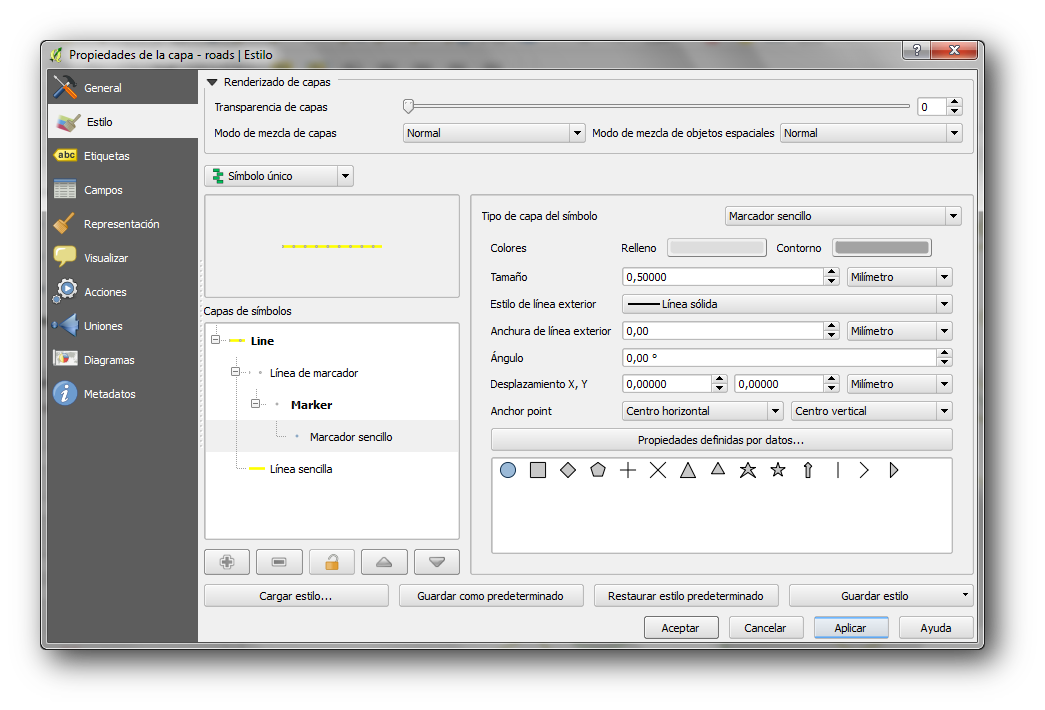 Propiedades de la capa - roads | Estilo
?
General
Estilo
abc Etiquetas
Campos
Representación
Visualizar
Acciones
Uniones
Diagramas
Metadatos
Renderizado de capas
Transparencia de capas 0
Modo de mezcla de capas Normal Modo de mezcla de objetos espaciales Normal
Símbolo único
Capas de símbolos
Line
Línea de marcador
Marker
Marcador sencillo
Línea sencilla
Tipo de capa del símbolo Marcador sencillo
Colores Relleno Contorno
Tamaño 0,50000 Milímetro
Estilo de línea exterior Línea sólida
Anchura de línea exterior 0,00 Milímetro
Ángulo 0,00 °
Desplazamiento X, Y 0,00000 0,00000 Milímetro
Anchor point Centro horizontal Centro vertical
Propiedades definidas por datos...
Cargar estilo... Guardar como predeterminado Restaurar estilo predeterminado Guardar estilo
Aceptar Cancelar Aplicar Ayuda